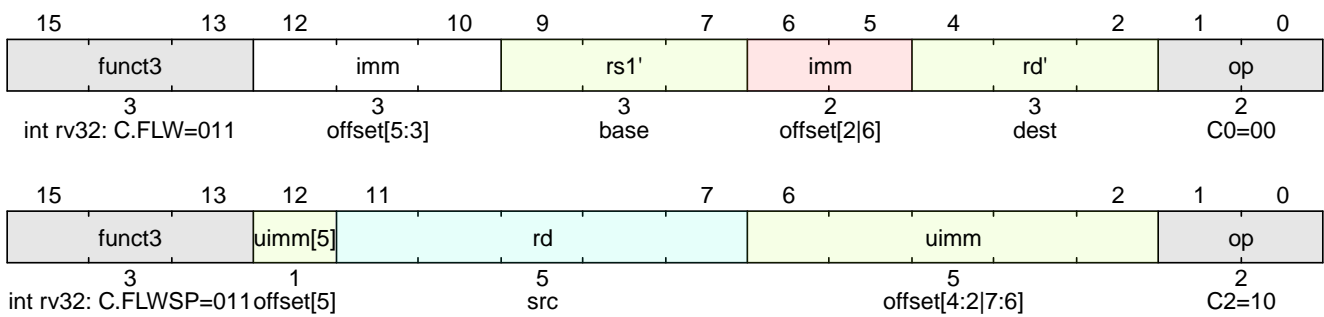 15 13 12 10 9 7 6 5 4 2 1 0
funct3 imm rs1' imm rd' op
3 3 3 2 3 2
int rv32: C.FLW=011 offset[5:3] base offset[2|6] dest C0=00
15 13 12 11 7 6 2 1 0
funct3 uimm[5] rd uimm op
3 1 5 5 2
int rv32: C.FLWSP=011 offset[5] src offset[4:2|7:6] C2=10